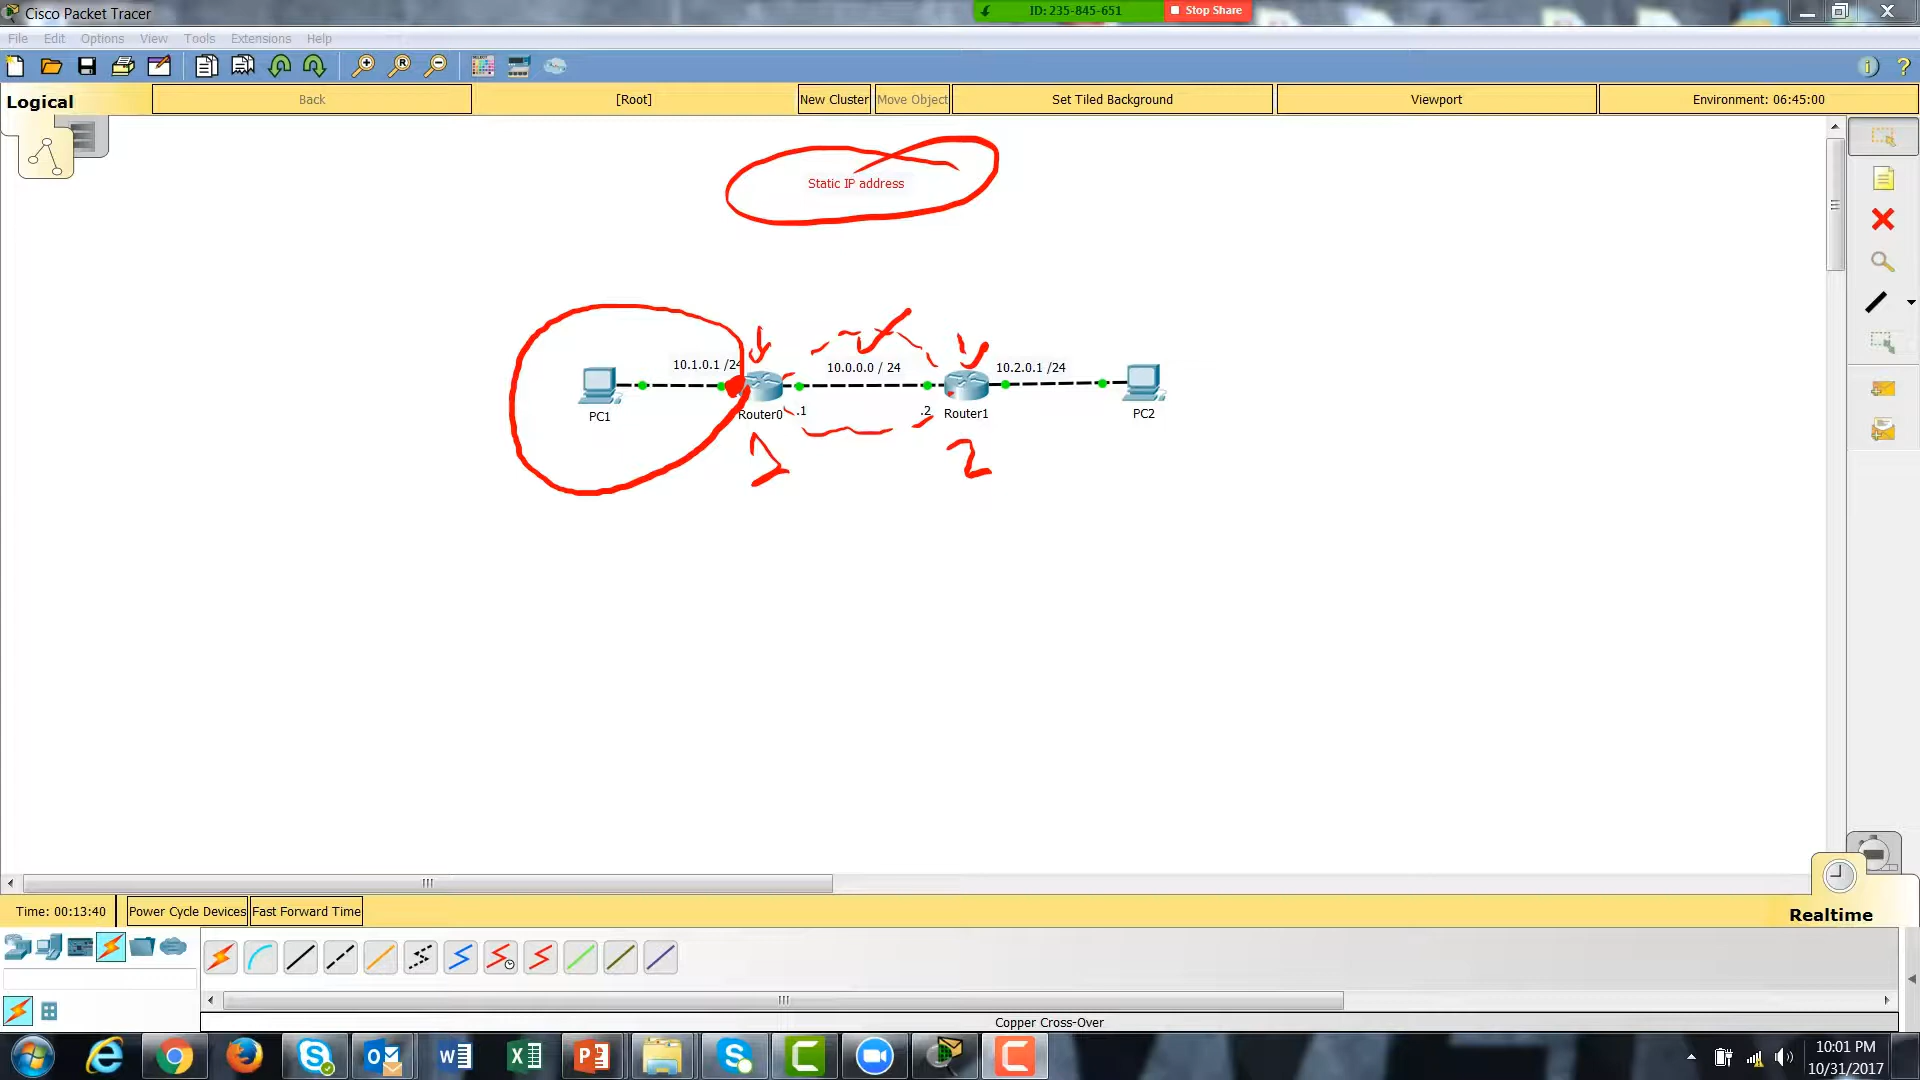 Cisco Packet Tracer
ID: 235-845-651
Stop Share
File Edit Options View Tools Extensions Help
Logical
Back
[Root]
New Cluster
Move Object
Set Tiled Background
Viewport
Environment: 06:45:00
Static IP address
10.1.0.1 /24
10.0.0.0 / 24
10.2.0.1 /24
PC1
Router0
.1
.2
Router1
PC2
1
2
Time: 00:13:40
Power Cycle Devices
Fast Forward Time
Realtime
Copper Cross-Over
10:01 PM
10/31/2017